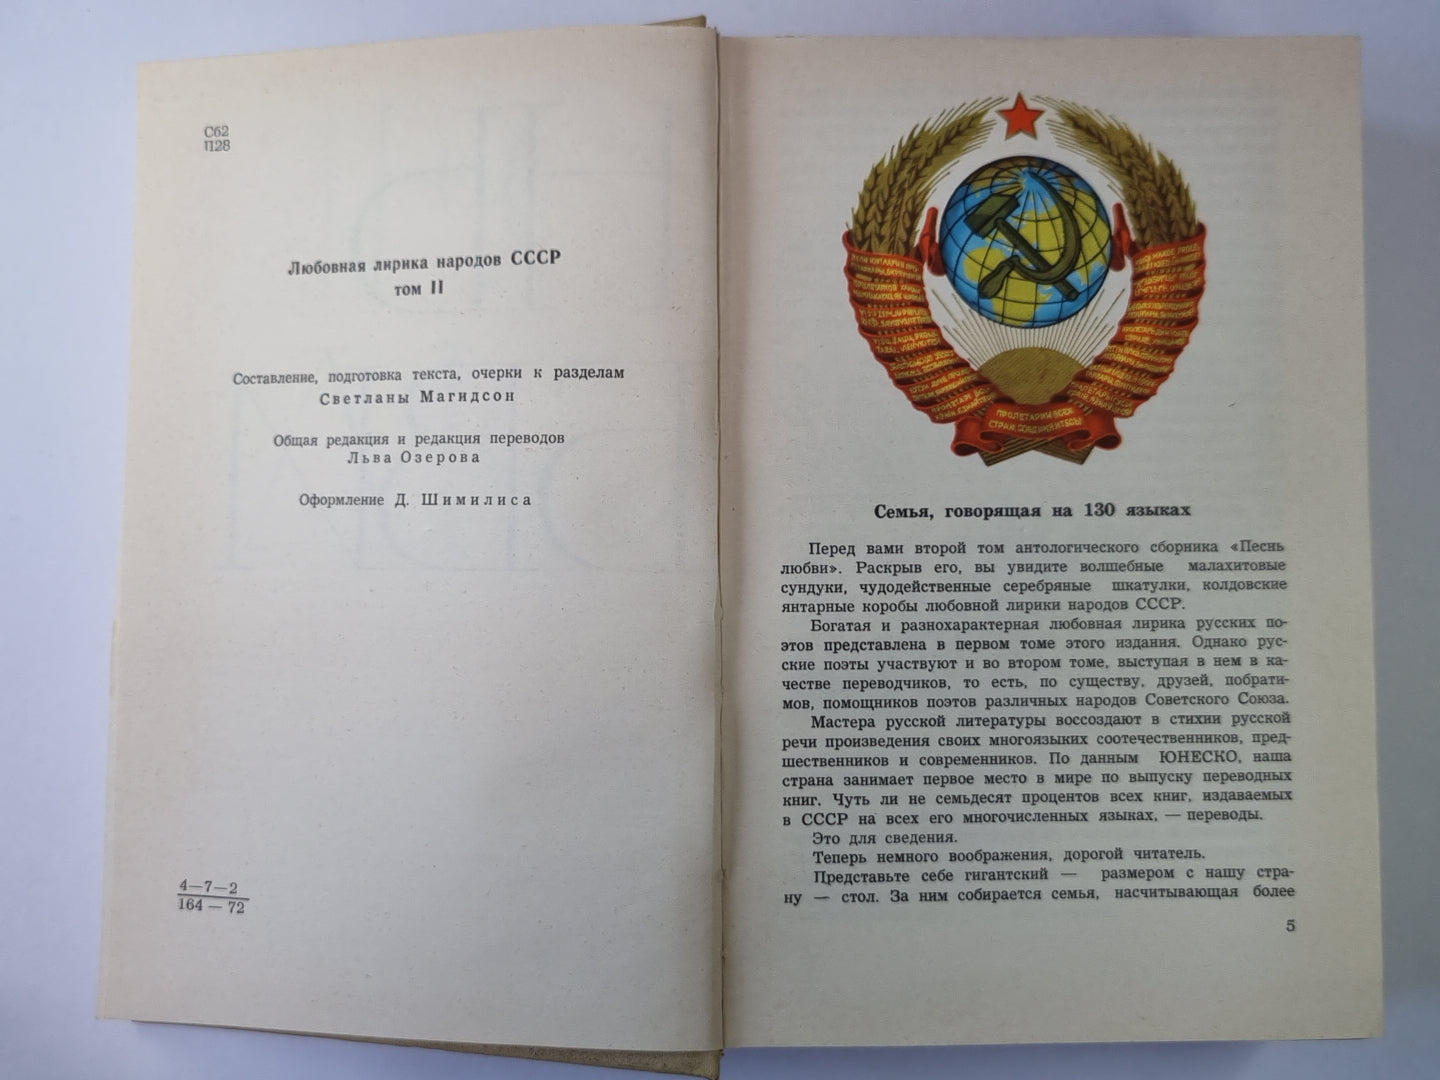 С62
П28
Любовная лирика народов СССР
том II
Составление, подготовка текста, очерки к разделам
Светланы Магидсон
Общая редакция и редакция переводов
Льва Озерова
Оформление Д. Шимилиса
4—7—2
164 — 72
ПРОЛЕТАРИИ ВСЕХ
СТРАН, СОЕДИНЯЙТЕСЬ!
Семья, говорящая на 130 языках
Перед вами второй том антологического сборника «Песнь
любви». Раскрыв его, вы увидите волшебные малахитовые
сундуки, чудодейственные серебряные шкатулки, колдовские
янтарные коробы любовной лирики народов СССР.
Богатая и разнохарактерная любовная лирика русских по-
этов представлена в первом томе этого издания. Однако рус-
ские поэты участвуют и во втором томе, выступая в нем в ка-
честве переводчиков, то есть, по существу, друзей, побрати-
мов, помощников поэтов различных народов Советского Союза.
Мастера русской литературы воссоздают в стихии русской
речи произведения своих многоязыких соотечественников, пред-
шественников и современников. По данным ЮНЕСКО, наша
страна занимает первое место в мире по выпуску переводных
книг. Чуть ли не семьдесят процентов всех книг, издаваемых
в СССР на всех его многочисленных языках, — переводы.
Это для сведения.
Теперь немного воображения, дорогой читатель.
Представьте себе гигантский — размером с нашу стра-
ну — стол. За ним собирается семья, насчитывающая более
5